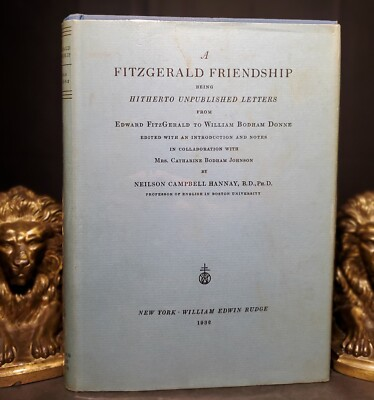 A
FITZGERALD FRIENDSHIP
BEING
HITHERTO UNPUBLISHED LETTERS
FROM
EDWARD FITZGERALD TO WILLIAM BODHAM DONNE
EDITED WITH AN INTRODUCTION AND NOTES
IN COLLABORATION WITH
MRS. CATHARINE BODHAM JOHNSON
BY
NEILSON CAMPBELL HANNAY, B.D., PH.D.
PROFESSOR OF ENGLISH IN BOSTON UNIVERSITY
NEW YORK · WILLIAM EDWIN RUDGE